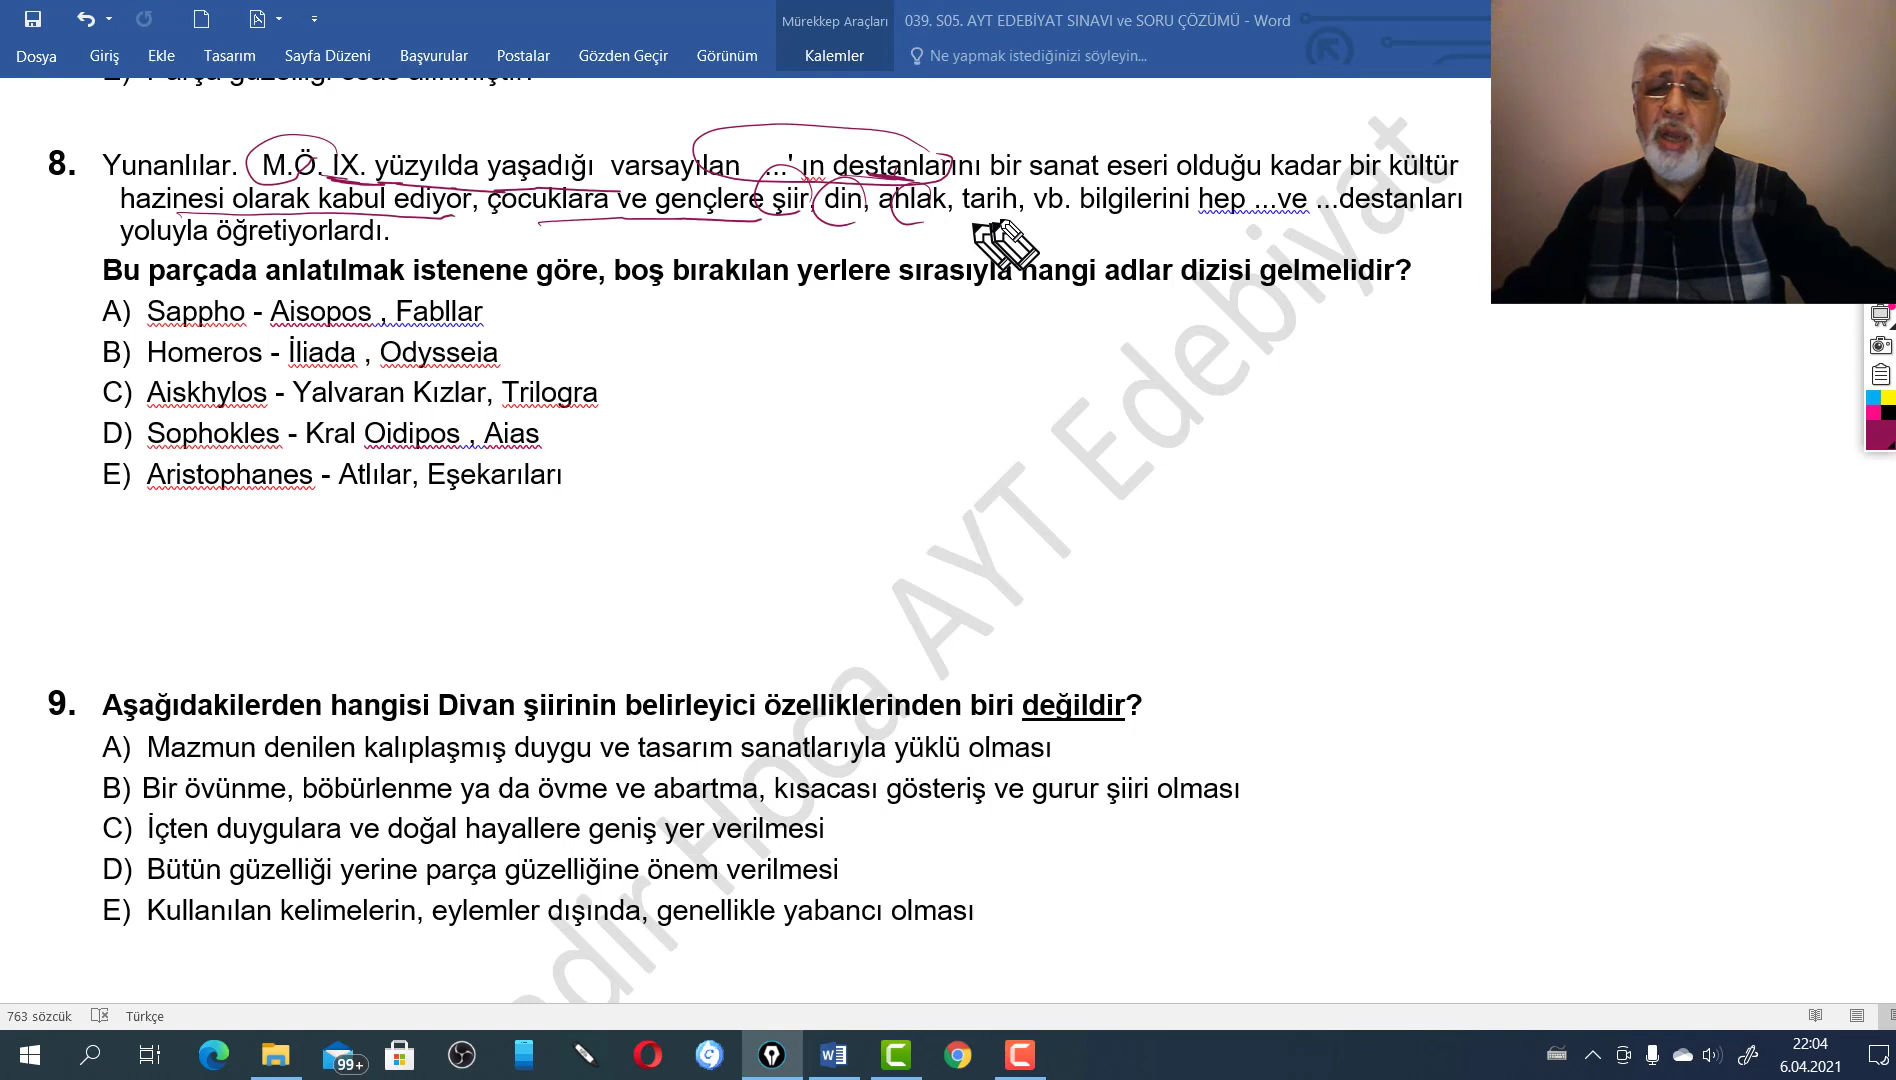 Mürekkep Araçları
039. S05. AYT EDEBİYAT SINAVI ve SORU ÇÖZÜMÜ - Word
Dosya Giriş Ekle Tasarım Sayfa Düzeni Başvurular Postalar Gözden Geçir Görünüm Kalemler Ne yapmak istediğinizi söyleyin...
8. Yunanlılar. M.Ö. IX. yüzyılda yaşadığı varsayılan ...'ın destanlarını bir sanat eseri olduğu kadar bir kültür
hazinesi olarak kabul ediyor, çocuklara ve gençlere şiir, din, ahlak, tarih, vb. bilgilerini hep ...ve ...destanları
yoluyla öğretiyorlardı.
Bu parçada anlatılmak istenene göre, boş bırakılan yerlere sırasıyla hangi adlar dizisi gelmelidir?
A) Sappho - Aisopos , Fabllar
B) Homeros - İliada , Odysseia
C) Aiskhylos - Yalvaran Kızlar, Trilogra
D) Sophokles - Kral Oidipos , Aias
E) Aristophanes - Atlılar, Eşekarıları
9. Aşağıdakilerden hangisi Divan şiirinin belirleyici özelliklerinden biri değildir?
A) Mazmun denilen kalıplaşmış duygu ve tasarım sanatlarıyla yüklü olması
B) Bir övünme, böbürlenme ya da övme ve abartma, kısacası gösteriş ve gurur şiiri olması
C) İçten duygulara ve doğal hayallere geniş yer verilmesi
D) Bütün güzelliği yerine parça güzelliğine önem verilmesi
E) Kullanılan kelimelerin, eylemler dışında, genellikle yabancı olması
Hoca AYT Edebiyat
763 sözcük Türkçe
99+
22:04
6.04.2021